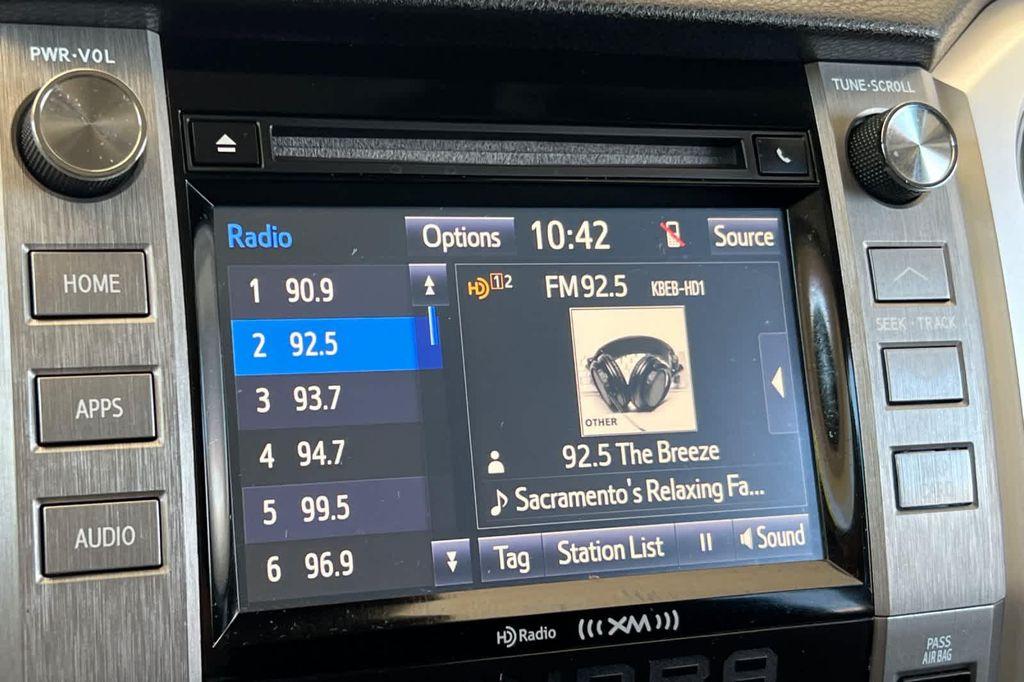 PWR·VOL
TUNE·SCROLL
HOME
APPS
AUDIO
Radio
Options
10:42
Source
1 90.9
2 92.5
3 93.7
4 94.7
5 99.5
6 96.9
HD 1 2
FM 92.5 KBEB-HD1
OTHER
92.5 The Breeze
Sacramento's Relaxing Fa...
Tag
Station List
Sound
SEEK · TRACK
HD Radio
(((XM)))
PASS
AIR BAG